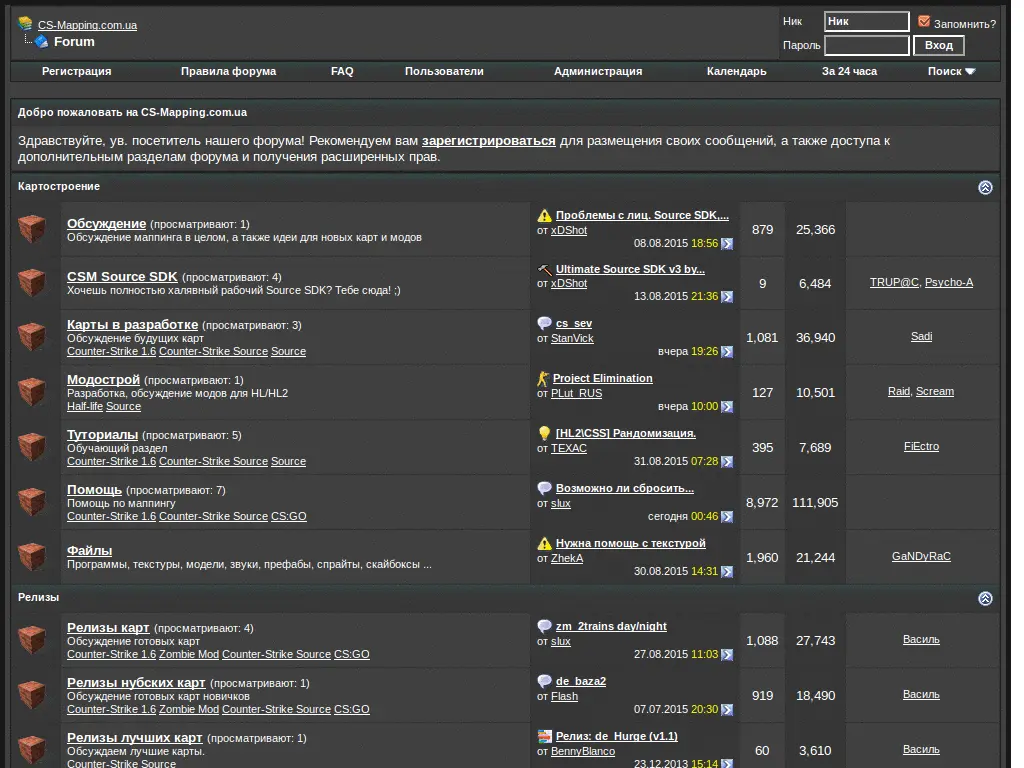 CS-Mapping.com.ua
Forum
Ник Ник Запомнить?
Пароль Вход
Регистрация Правила форума FAQ Пользователи Администрация Календарь За 24 часа Поиск
Добро пожаловать на CS-Mapping.com.ua
Здравствуйте, ув. посетитель нашего форума! Рекомендуем вам зарегистрироваться для размещения своих сообщений, а также доступа к
дополнительным разделам форума и получения расширенных прав.
Картостроение
Обсуждение (просматривают: 1)
Обсуждение маппинга в целом, а также идеи для новых карт и модов
Проблемы с лиц. Source SDK,...
от xDShot
08.08.2015 18:56
879 25,366
CSM Source SDK (просматривают: 4)
Хочешь полностью халявный рабочий Source SDK? Тебе сюда! ;)
Ultimate Source SDK v3 by...
от xDShot
13.08.2015 21:36
9 6,484 TRUP@C, Psycho-A
Карты в разработке (просматривают: 3)
Обсуждение будущих карт
Counter-Strike 1.6 Counter-Strike Source Source
cs_sev
от StanVick
вчера 19:26
1,081 36,940 Sadi
Модострой (просматривают: 1)
Разработка, обсуждение модов для HL/HL2
Half-life Source
Project Elimination
от PLut_RUS
вчера 10:00
127 10,501 Raid, Scream
Туториалы (просматривают: 5)
Обучающий раздел
Counter-Strike 1.6 Counter-Strike Source Source
[HL2\CSS] Рандомизация.
от TEXAC
31.08.2015 07:28
395 7,689 FiEctro
Помощь (просматривают: 7)
Помощь по маппингу
Counter-Strike 1.6 Counter-Strike Source CS:GO
Возможно ли сбросить...
от slux
сегодня 00:46
8,972 111,905
Файлы
Программы, текстуры, модели, звуки, префабы, спрайты, скайбоксы ...
Нужна помощь с текстурой
от ZhekA
30.08.2015 14:31
1,960 21,244 GaNDyRaC
Релизы
Релизы карт (просматривают: 4)
Обсуждение готовых карт
Counter-Strike 1.6 Zombie Mod Counter-Strike Source CS:GO
zm_2trains day/night
от slux
27.08.2015 11:03
1,088 27,743 Василь
Релизы нубских карт (просматривают: 1)
Обсуждение готовых карт новичков
Counter-Strike 1.6 Zombie Mod Counter-Strike Source CS:GO
de_baza2
от Flash
07.07.2015 20:30
919 18,490 Василь
Релизы лучших карт (просматривают: 1)
Обсуждаем лучшие карты.
Counter-Strike Source
Релиз: de_Hurge (v1.1)
от BennyBlanco
23.12.2013 15:14
60 3,610 Василь